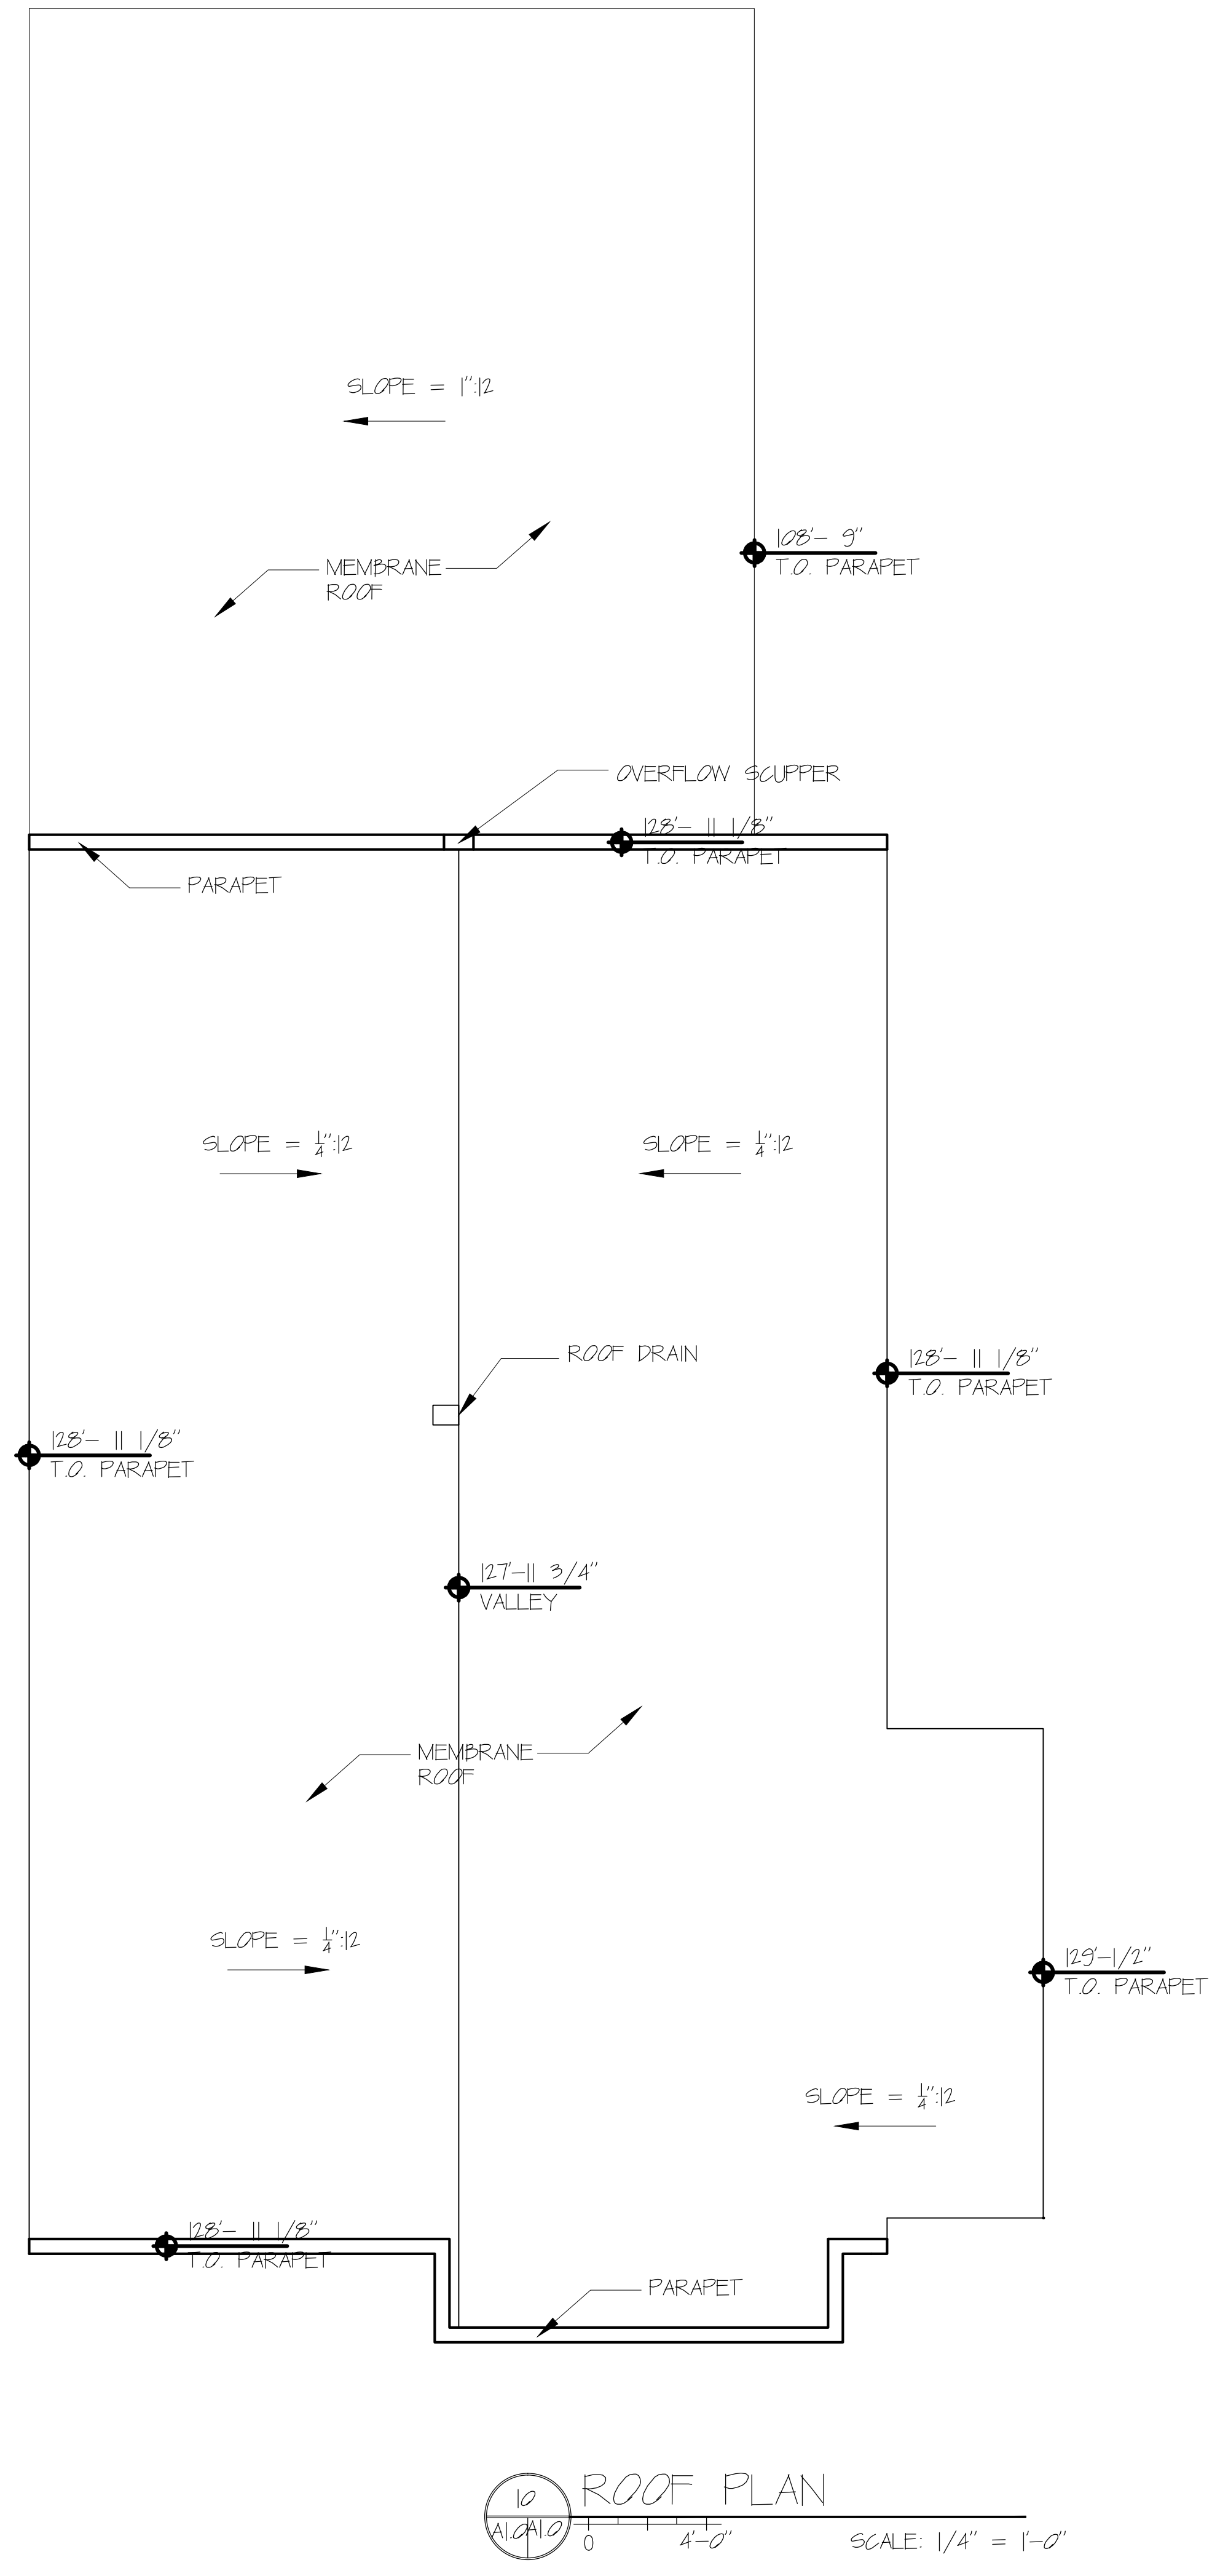 SLOPE = 1":12
MEMBRANE
ROOF
108'- 9"
T.O. PARAPET
OVERFLOW SCUPPER
128'- 11 1/8"
T.O. PARAPET
PARAPET
SLOPE = 1/4":12
SLOPE = 1/4":12
ROOF DRAIN
128'- 11 1/8"
T.O. PARAPET
128'- 11 1/8"
T.O. PARAPET
127'-11 3/4"
VALLEY
MEMBRANE
ROOF
SLOPE = 1/4":12
129'-1/2"
T.O. PARAPET
SLOPE = 1/4":12
128'- 11 1/8"
T.O. PARAPET
PARAPET
10
A1.0 A1.0
ROOF PLAN
0 4'-0"
SCALE: 1/4" = 1'-0"